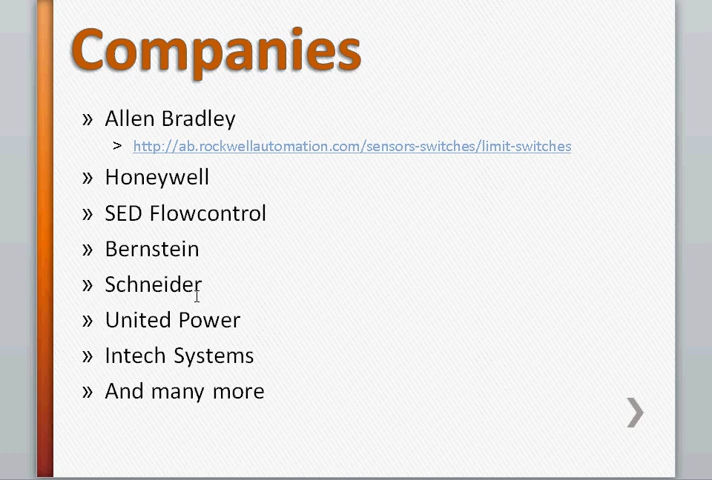 Companies
» Allen Bradley
> http://ab.rockwellautomation.com/sensors-switches/limit-switches
» Honeywell
» SED Flowcontrol
» Bernstein
» Schneider
» United Power
» Intech Systems
» And many more